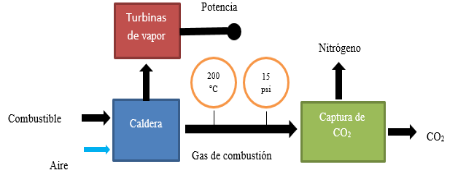 Turbinas
de vapor
Potencia
Nitrógeno
200
°C
15
psi
Combustible
Caldera
Captura de
CO₂
Aire
Gas de combustión
CO₂